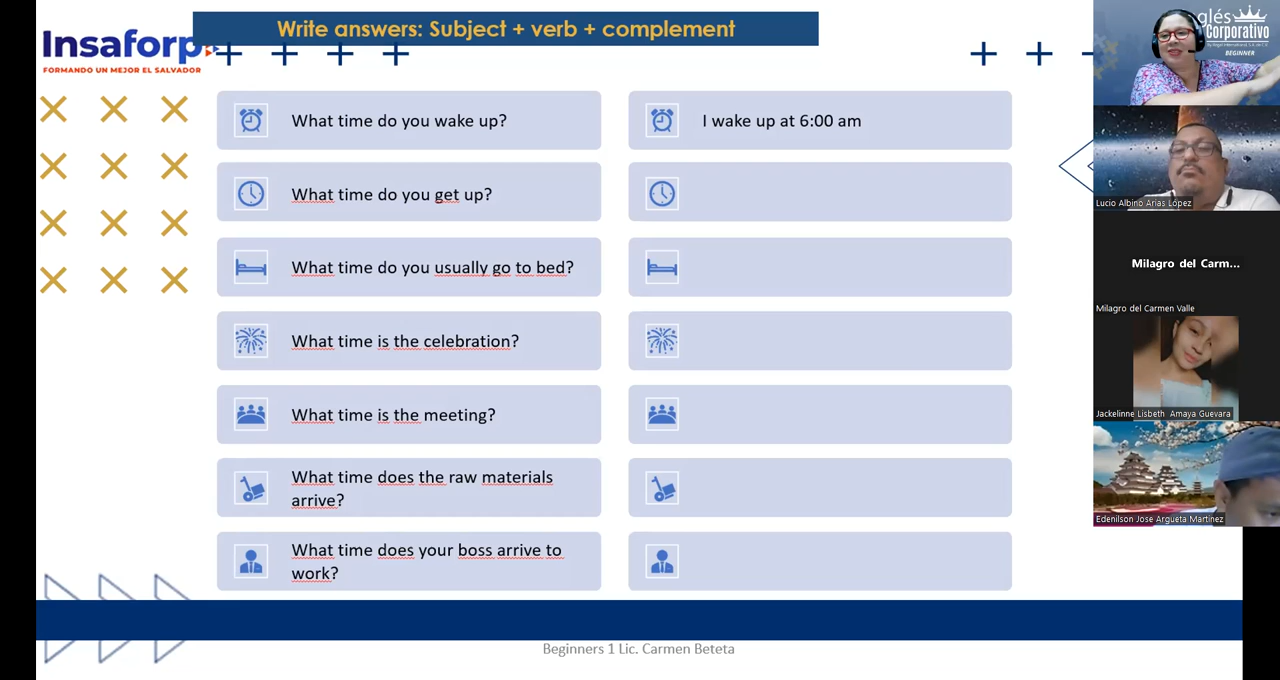 Write answers: Subject + verb + complement
Insaforp
FORMANDO UN MEJOR EL SALVADOR
glés
Corporativo
BEGINNER
What time do you wake up?
I wake up at 6:00 am
What time do you get up?
What time do you usually go to bed?
What time is the celebration?
What time is the meeting?
What time does the raw materials
arrive?
What time does your boss arrive to
work?
Lucio Albino Arias López
Milagro del Carm...
Milagro del Carmen Valle
Jackelinne Lisbeth Amaya Guevara
Edenilson Jose Argueta Martinez
Beginners 1 Lic. Carmen Beteta